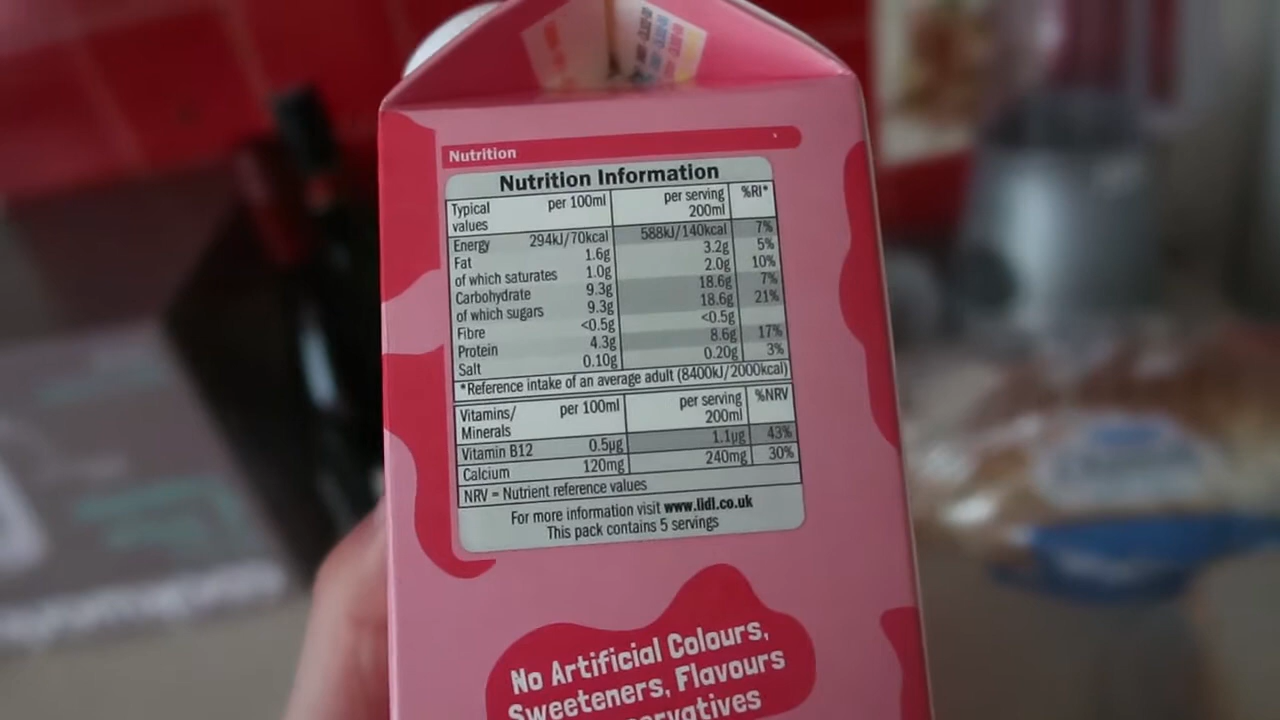 Nutrition
Nutrition Information
Typical values per 100ml per serving 200ml %RI*
Energy 294kJ/70kcal 588kJ/140kcal 7%
Fat 1.6g 3.2g 5%
of which saturates 1.0g 2.0g 10%
Carbohydrate 9.3g 18.6g 7%
of which sugars 9.3g 18.6g 21%
Fibre <0.5g <0.5g
Protein 4.3g 8.6g 17%
Salt 0.10g 0.20g 3%
*Reference intake of an average adult (8400kJ/2000kcal)
Vitamins/ Minerals per 100ml per serving 200ml %NRV
Vitamin B12 0.5µg 1.1µg 43%
Calcium 120mg 240mg 30%
NRV = Nutrient reference values
For more information visit www.lidl.co.uk
This pack contains 5 servings
No Artificial Colours,
Sweeteners, Flavours